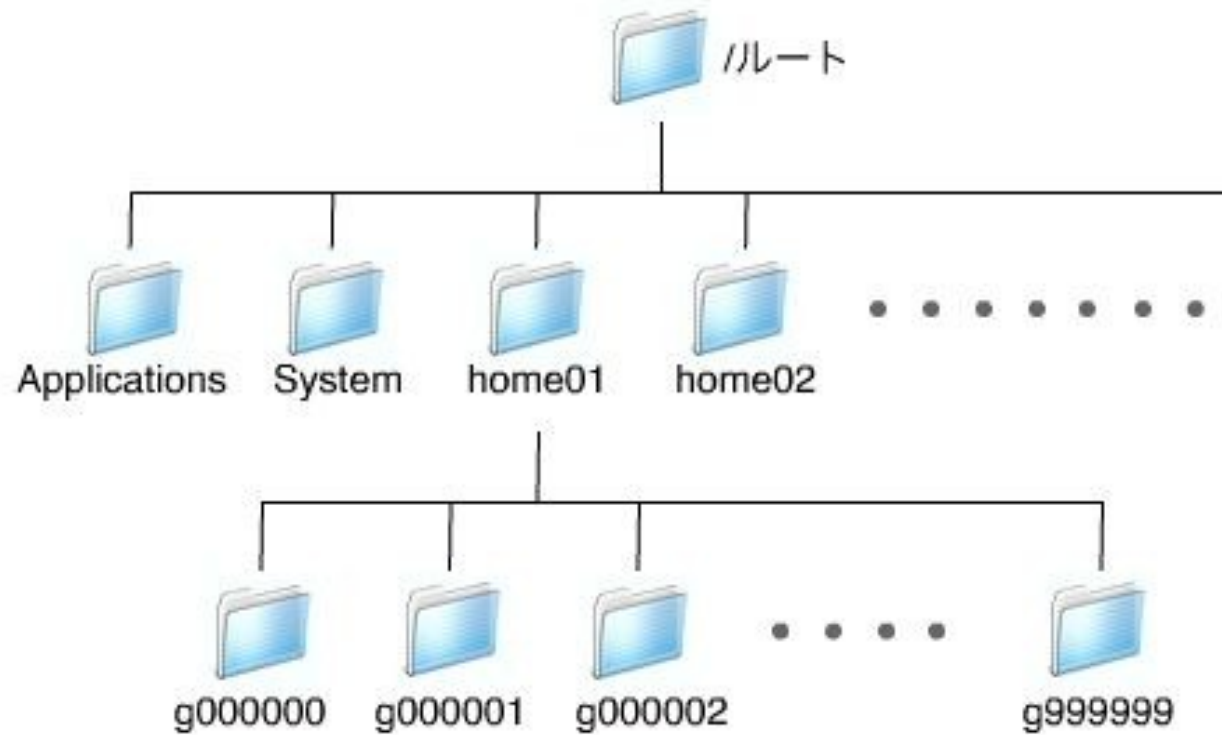 /ルート
Applications System home01 home02
g000000 g000001 g000002 g999999